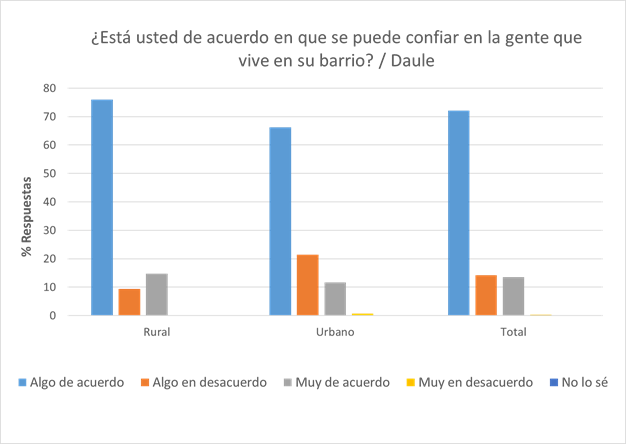 ¿Está usted de acuerdo en que se puede confiar en la gente que
vive en su barrio? / Daule
% Respuestas
80
70
60
50
40
30
20
10
0
Rural Urbano Total
Algo de acuerdo Algo en desacuerdo Muy de acuerdo Muy en desacuerdo No lo sé